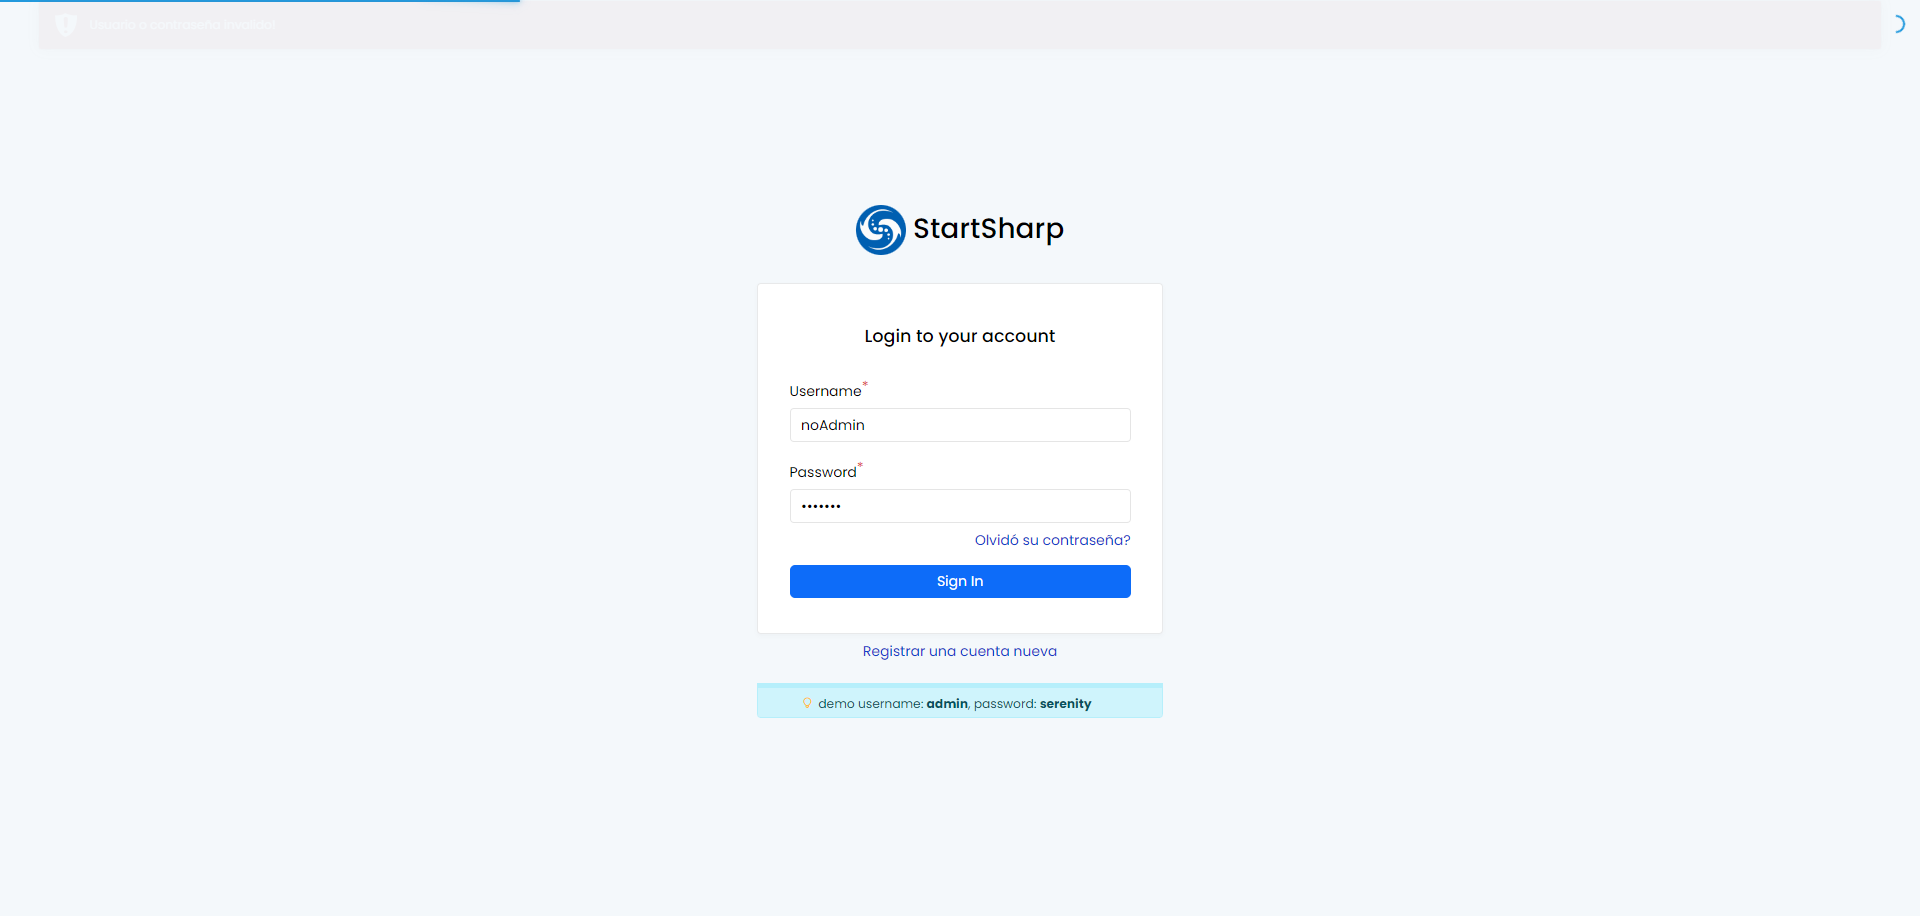 Usuario o contraseña inválido!
StartSharp
Login to your account
Username*
noAdmin
Password*
•••••••
Olvidó su contraseña?
Sign In
Registrar una cuenta nueva
demo username: admin, password: serenity